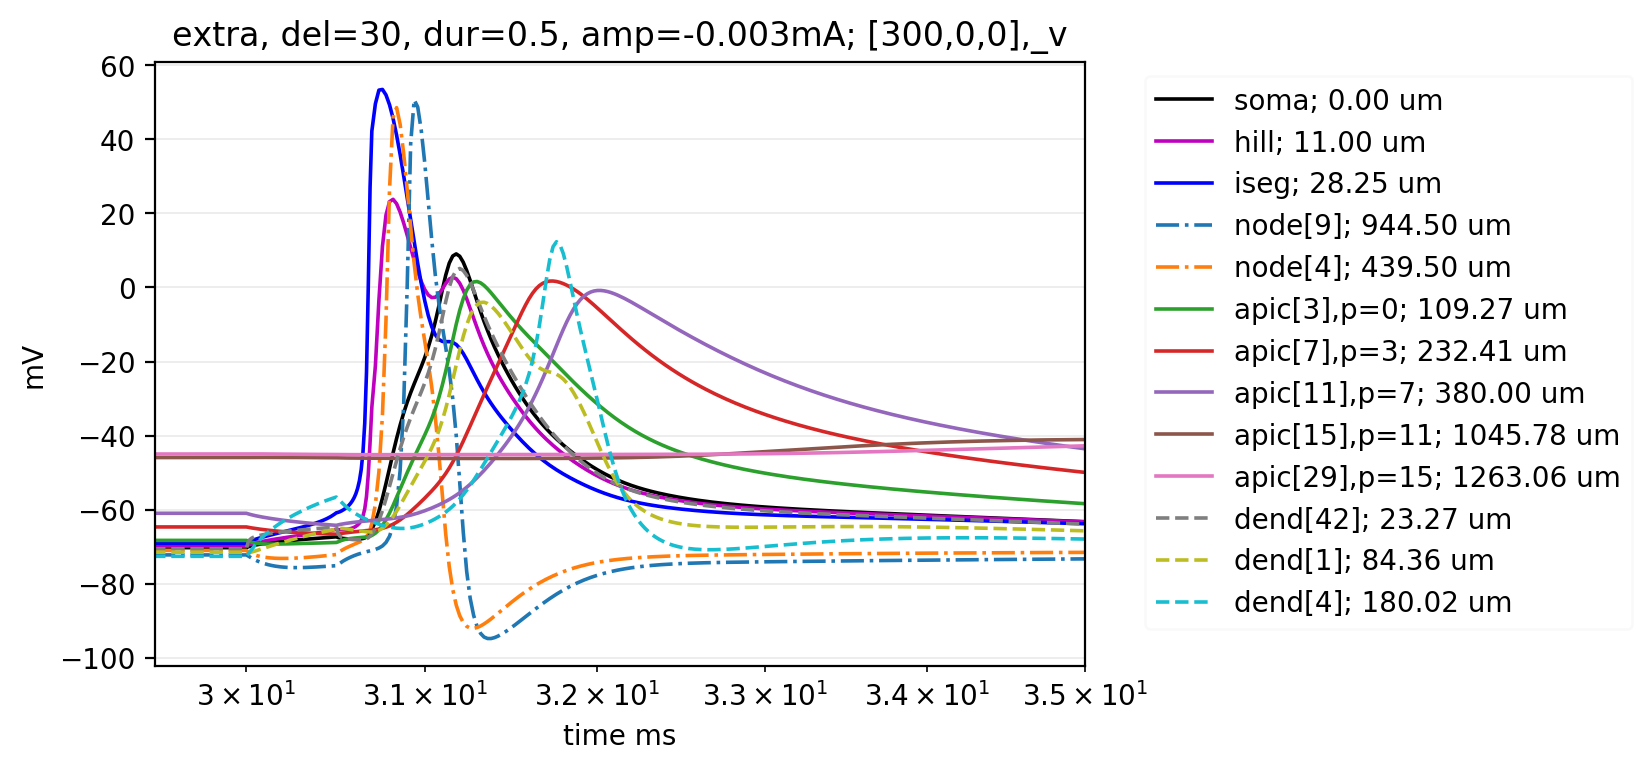 extra, del=30, dur=0.5, amp=-0.003mA; [300,0,0],_v
60
40
20
0
−20
−40
−60
−80
−100
mV
3 × 10¹
3.1 × 10¹
3.2 × 10¹
3.3 × 10¹
3.4 × 10¹
3.5 × 10¹
time ms
soma; 0.00 um
hill; 11.00 um
iseg; 28.25 um
node[9]; 944.50 um
node[4]; 439.50 um
apic[3],p=0; 109.27 um
apic[7],p=3; 232.41 um
apic[11],p=7; 380.00 um
apic[15],p=11; 1045.78 um
apic[29],p=15; 1263.06 um
dend[42]; 23.27 um
dend[1]; 84.36 um
dend[4]; 180.02 um